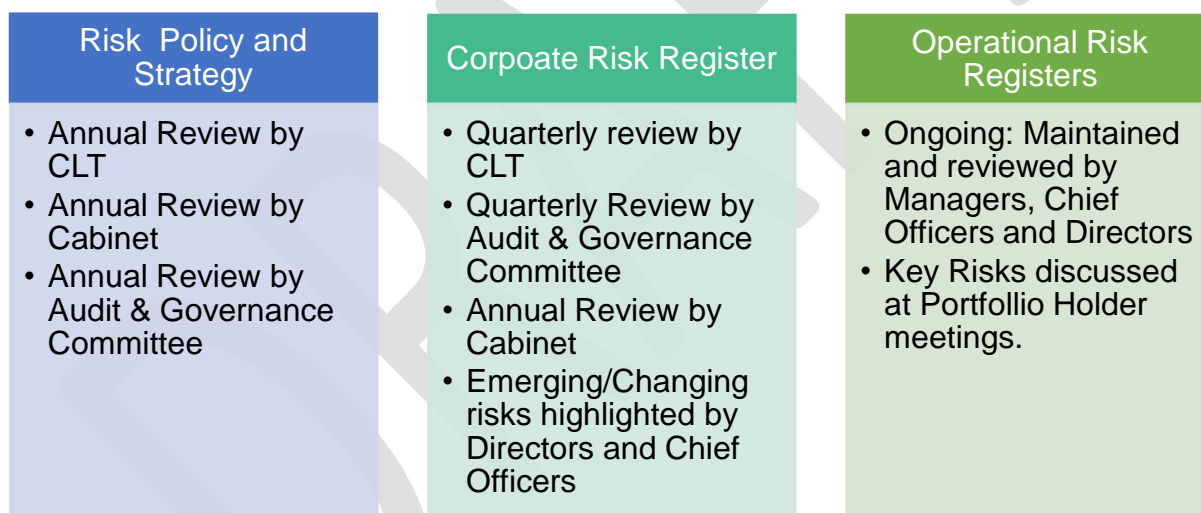 Risk  Policy and
Strategy
• Annual Review by
CLT
• Annual Review by
Cabinet
• Annual Review by
Audit & Governance
Committee
Corpoate Risk Register
• Quarterly review by
CLT
• Quarterly Review by
Audit & Governance
Committee
• Annual Review by
Cabinet
• Emerging/Changing
risks highlighted by
Directors and Chief
Officers
Operational Risk
Registers
• Ongoing: Maintained
and reviewed by
Managers, Chief
Officers and Directors
• Key Risks discussed
at Portfollio Holder
meetings.